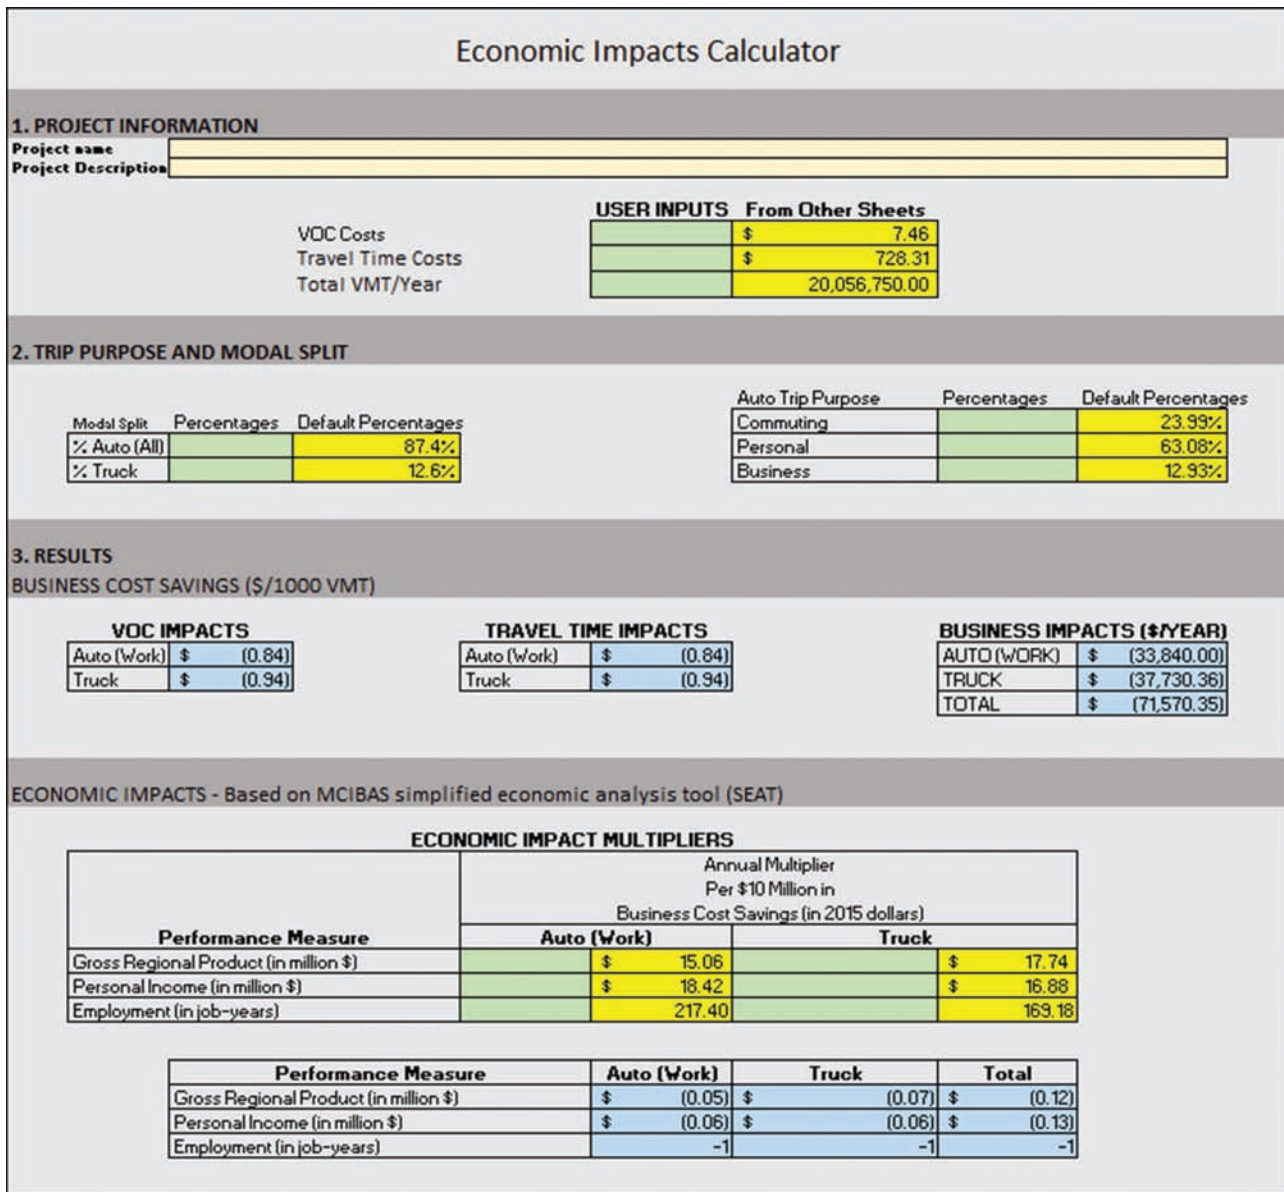 Economic Impacts Calculator
1. PROJECT INFORMATION
Project name
Project Description
USER INPUTS From Other Sheets
VOC Costs $ 7.46
Travel Time Costs $ 728.31
Total VMT/Year 20,056,750.00
2. TRIP PURPOSE AND MODAL SPLIT
Auto Trip Purpose Percentages Default Percentages
Modal Split Percentages Default Percentages
Commuting 23.99%
% Auto (All) 87.4%
Personal 63.08%
% Truck 12.6%
Business 12.93%
3. RESULTS
BUSINESS COST SAVINGS ($/1000 VMT)
VOC IMPACTS TRAVEL TIME IMPACTS BUSINESS IMPACTS ($/YEAR)
Auto (Work) $ (0.84) Auto (Work) $ (0.84) AUTO (WORK) $ (33,840.00)
Truck $ (0.94) Truck $ (0.94) TRUCK $ (37,730.36)
TOTAL $ (71,570.35)
ECONOMIC IMPACTS - Based on MCIBAS simplified economic analysis tool (SEAT)
ECONOMIC IMPACT MULTIPLIERS
Annual Multiplier
Per $10 Million in
Business Cost Savings (in 2015 dollars)
Performance Measure Auto (Work) Truck
Gross Regional Product (in million $) $ 15.06 $ 17.74
Personal Income (in million $) $ 18.42 $ 16.88
Employment (in job-years) 217.40 169.18
Performance Measure Auto (Work) Truck Total
Gross Regional Product (in million $) $ (0.05) $ (0.07) $ (0.12)
Personal Income (in million $) $ (0.06) $ (0.06) $ (0.13)
Employment (in job-years) -1 -1 -1